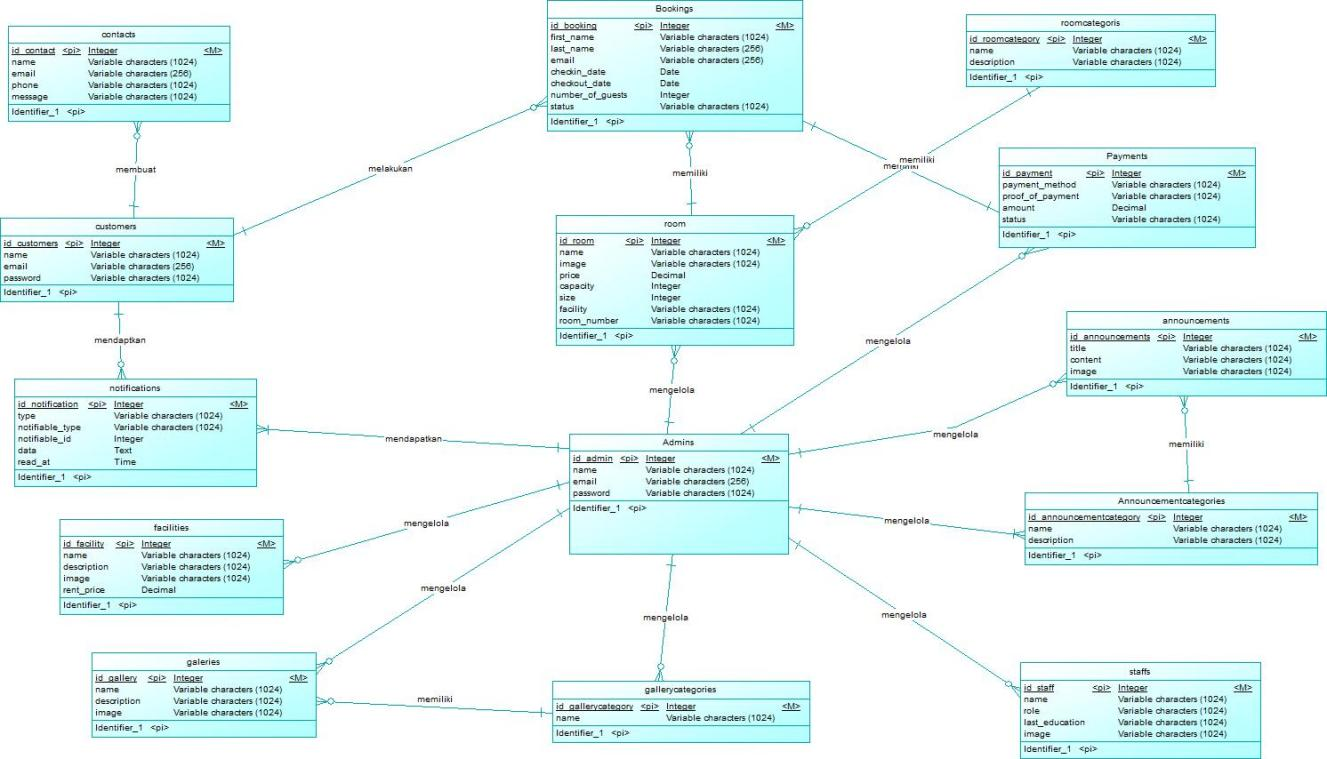 contacts
id_contact <pi> Integer <M>
name Variable characters (1024)
email Variable characters (256)
phone Variable characters (1024)
message Variable characters (1024)
Identifier_1 <pi>
Bookings
id_booking <pi> Integer <M>
first_name Variable characters (1024)
last_name Variable characters (256)
email Variable characters (256)
checkin_date Date
checkout_date Date
number_of_guests Integer
status Variable characters (1024)
Identifier_1 <pi>
roomcategoris
id_roomcategory <pi> Integer <M>
name Variable characters (1024)
description Variable characters (1024)
Identifier_1 <pi>
membuat
melakukan
memiliki
memiliki
memiliki
Payments
id_payment <pi> Integer <M>
payment_method Variable characters (1024)
proof_of_payment Variable characters (1024)
amount Decimal
status Variable characters (1024)
Identifier_1 <pi>
customers
id_customers <pi> Integer <M>
name Variable characters (1024)
email Variable characters (256)
password Variable characters (1024)
Identifier_1 <pi>
room
id_room <pi> Integer <M>
name Variable characters (1024)
image Variable characters (1024)
price Decimal
capacity Integer
size Integer
facility Variable characters (1024)
room_number Variable characters (1024)
Identifier_1 <pi>
mendaptkan
mengelola
mengelola
announcements
id_announcements <pi> Integer <M>
title Variable characters (1024)
content Variable characters (1024)
image Variable characters (1024)
Identifier_1 <pi>
notifications
id_notification <pi> Integer <M>
type Variable characters (1024)
notifiable_type Variable characters (1024)
notifiable_id Integer
data Text
read_at Time
Identifier_1 <pi>
mendapatkan
Admins
id_admin <pi> Integer <M>
name Variable characters (1024)
email Variable characters (256)
password Variable characters (1024)
Identifier_1 <pi>
mengelola
memiliki
Announcementcategories
id_announcementcategory <pi> Integer <M>
name Variable characters (1024)
description Variable characters (1024)
Identifier_1 <pi>
mengelola
mengelola
facilities
id_facility <pi> Integer <M>
name Variable characters (1024)
description Variable characters (1024)
image Variable characters (1024)
rent_price Decimal
Identifier_1 <pi>
mengelola
mengelola
mengelola
galeries
id_gallery <pi> Integer <M>
name Variable characters (1024)
description Variable characters (1024)
image Variable characters (1024)
Identifier_1 <pi>
memiliki
gallerycategories
id_gallerycategory <pi> Integer <M>
name Variable characters (1024)
Identifier_1 <pi>
staffs
id_staff <pi> Integer <M>
name Variable characters (1024)
role Variable characters (1024)
last_education Variable characters (1024)
image Variable characters (1024)
Identifier_1 <pi>